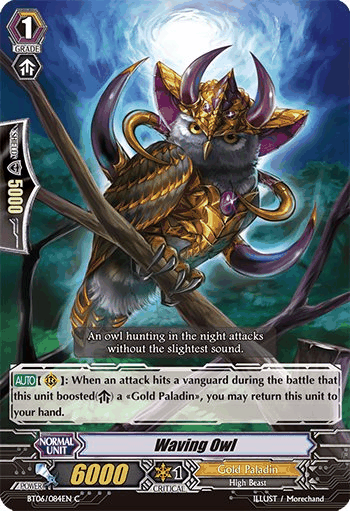 1
GRADE
SHIELD
5000
An owl hunting in the night attacks
without the slightest sound.
AUTO [ ]: When an attack hits a vanguard during the battle that
this unit boosted ( ) a «Gold Paladin», you may return this unit to
your hand.
NORMAL
UNIT
Waving Owl
POWER
6000
1
CRITICAL
Gold Paladin
High Beast
BT06/084EN C
ILLUST / Morechand